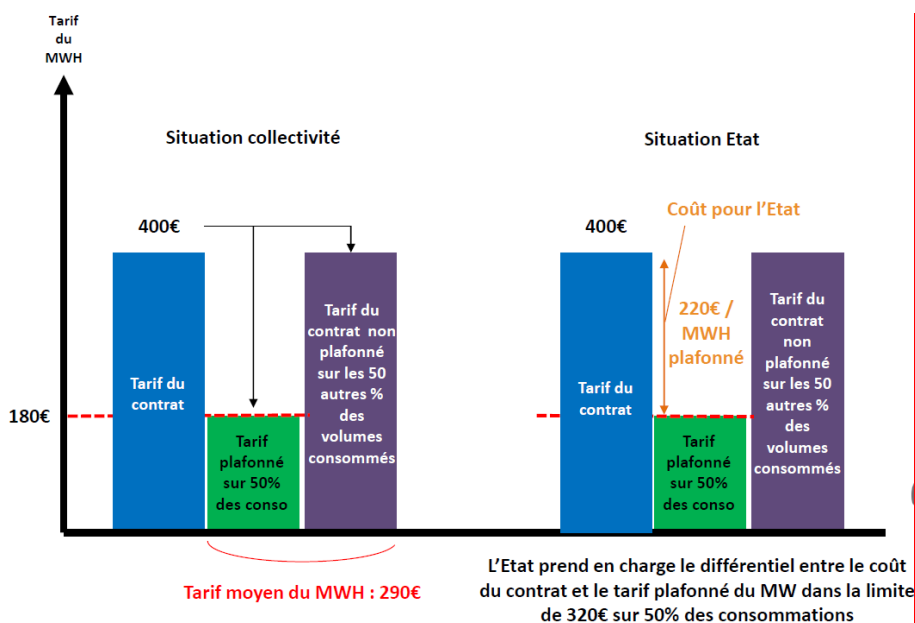 Tarif
du
MWH
Situation collectivité
Situation Etat
400€
180€
Tarif du
contrat
Tarif
plafonné
sur 50%
des conso
Tarif du
contrat non
plafonné
sur les 50
autres %
des
volumes
consommés
Tarif moyen du MWH : 290€
Coût pour l'Etat
400€
220€ /
MWH
plafonné
Tarif du
contrat
Tarif
plafonné
sur 50%
des conso
Tarif du
contrat
non
plafonné
sur les 50
autres %
des
volumes
consommés
L'Etat prend en charge le différentiel entre le coût
du contrat et le tarif plafonné du MW dans la limite
de 320€ sur 50% des consommations